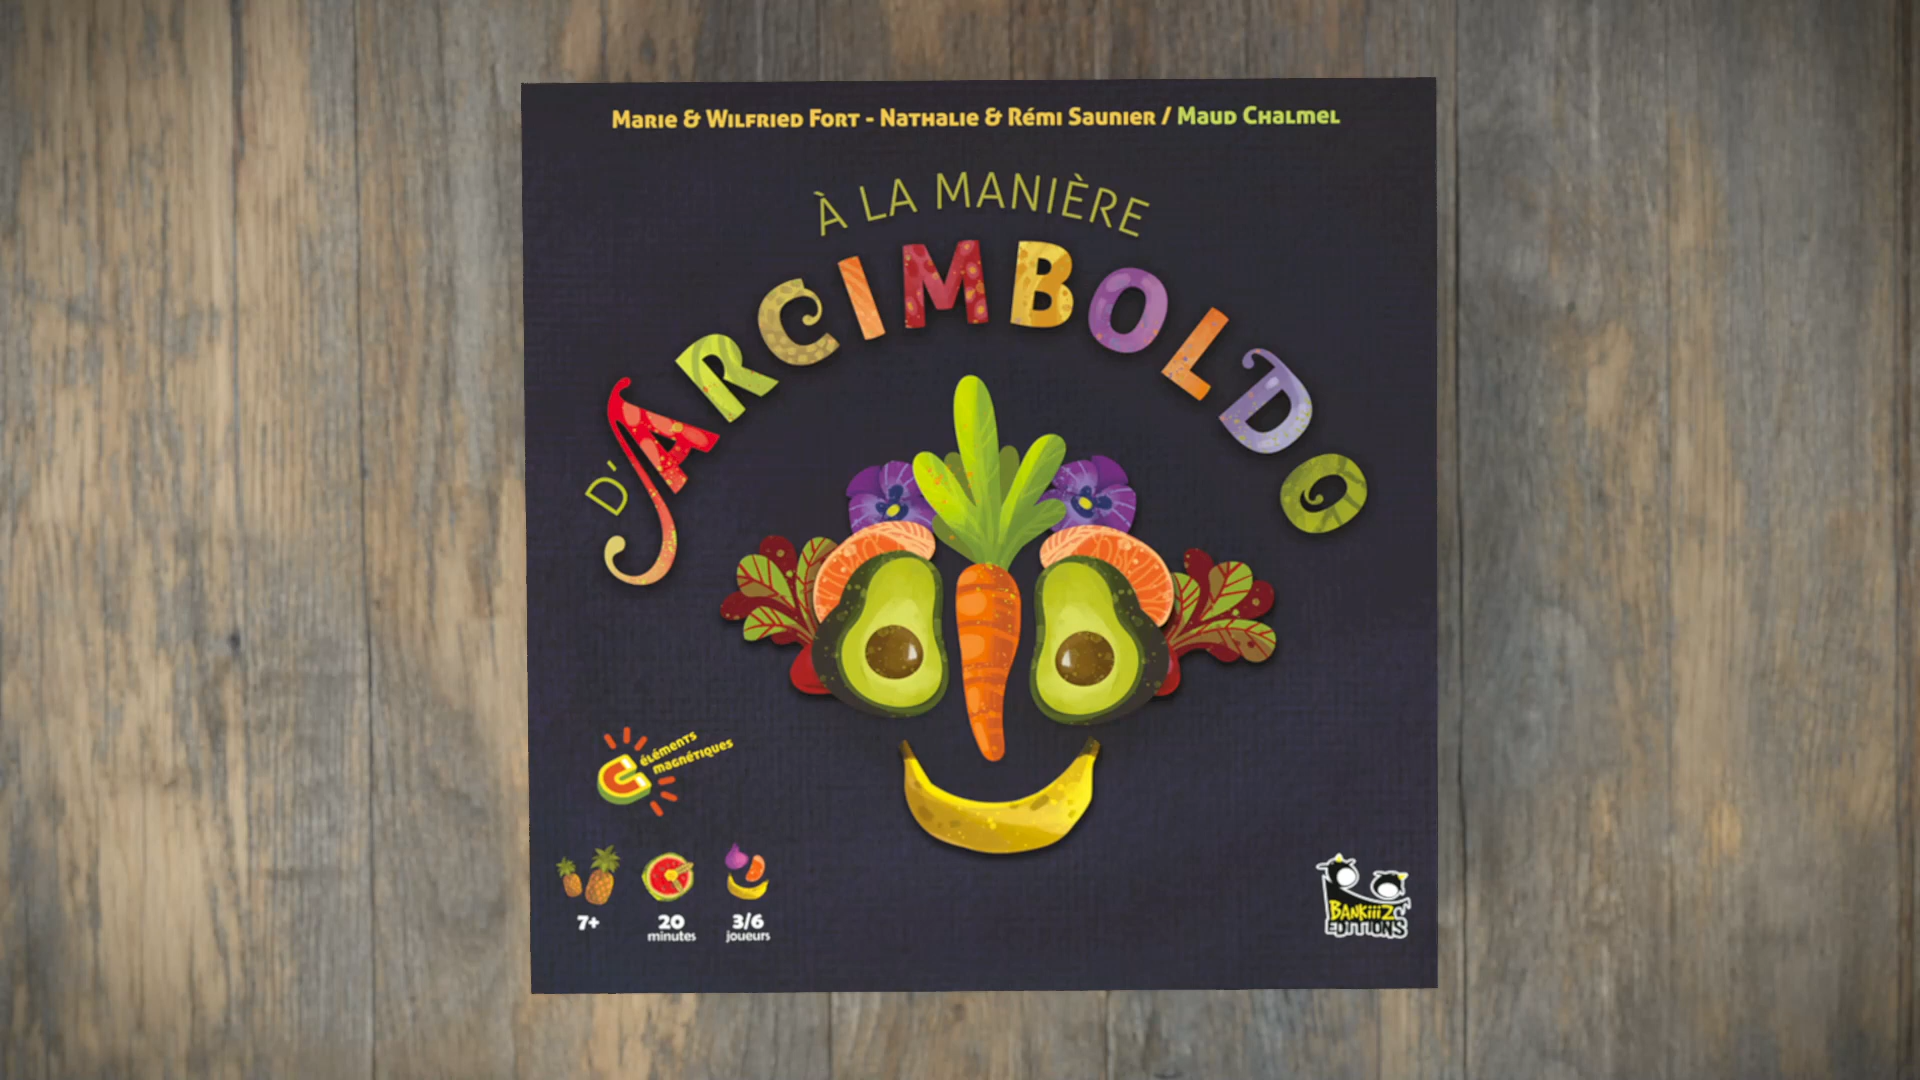 Marie & Wilfried Fort - Nathalie & Rémi Saunier / Maud Chalmel
À LA MANIÈRE
D'ARCIMBOLDO
éléments
magnétiques
7+
20
minutes
3/6
joueurs
BANKiiiZ
EDITIONS